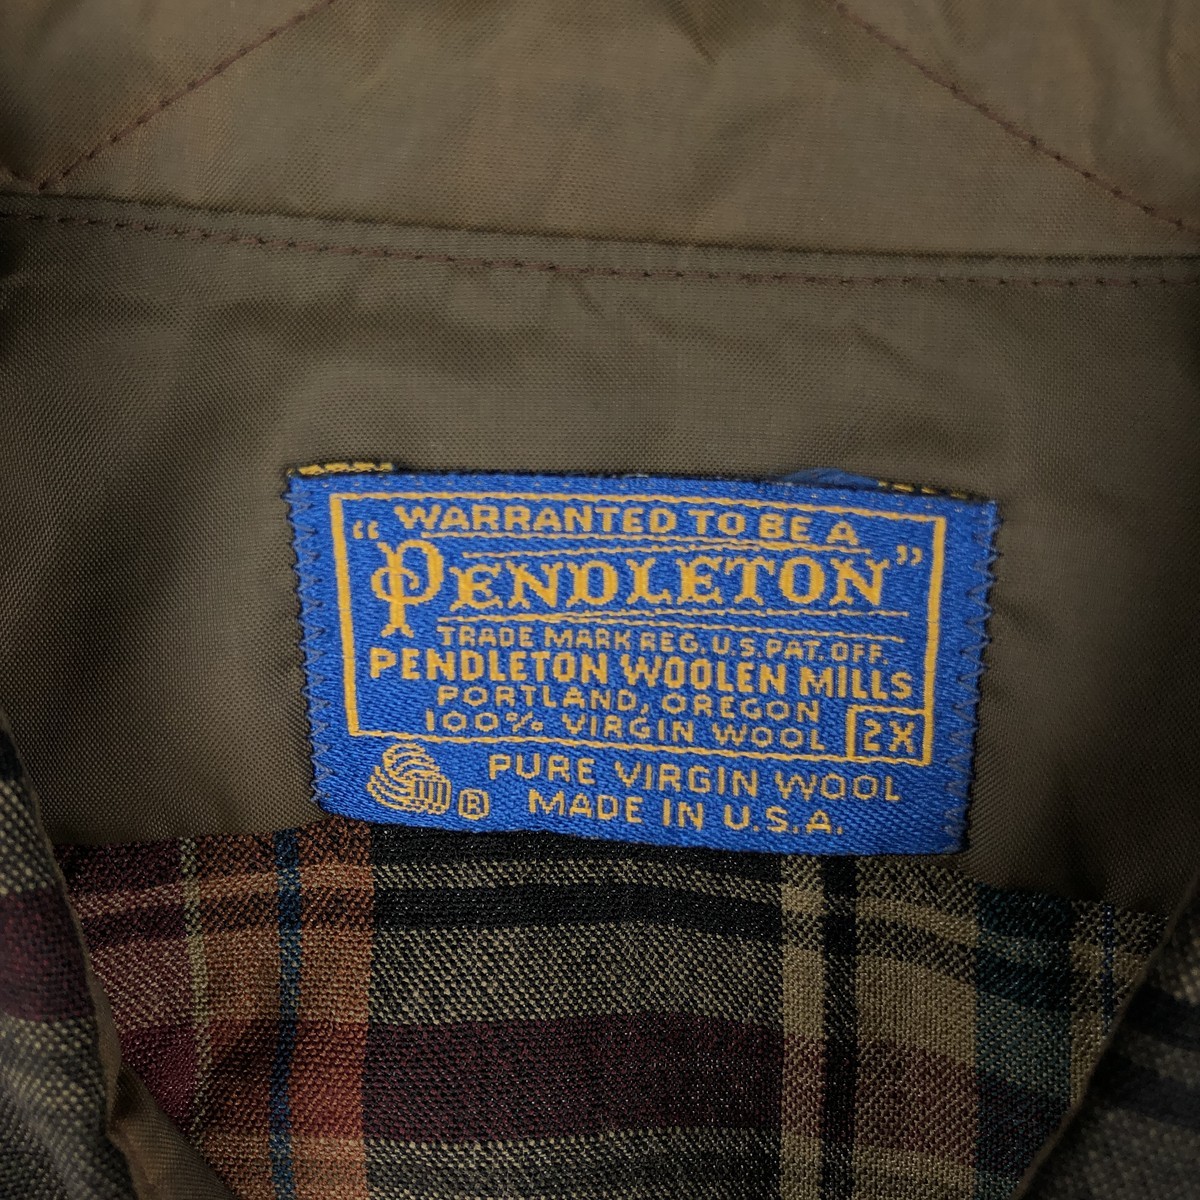 WARRANTED TO BE A
"PENDLETON"
TRADE MARK REG. U.S. PAT. OFF.
PENDLETON WOOLEN MILLS
PORTLAND, OREGON
100% VIRGIN WOOL 2X
PURE VIRGIN WOOL
® MADE IN U.S.A.